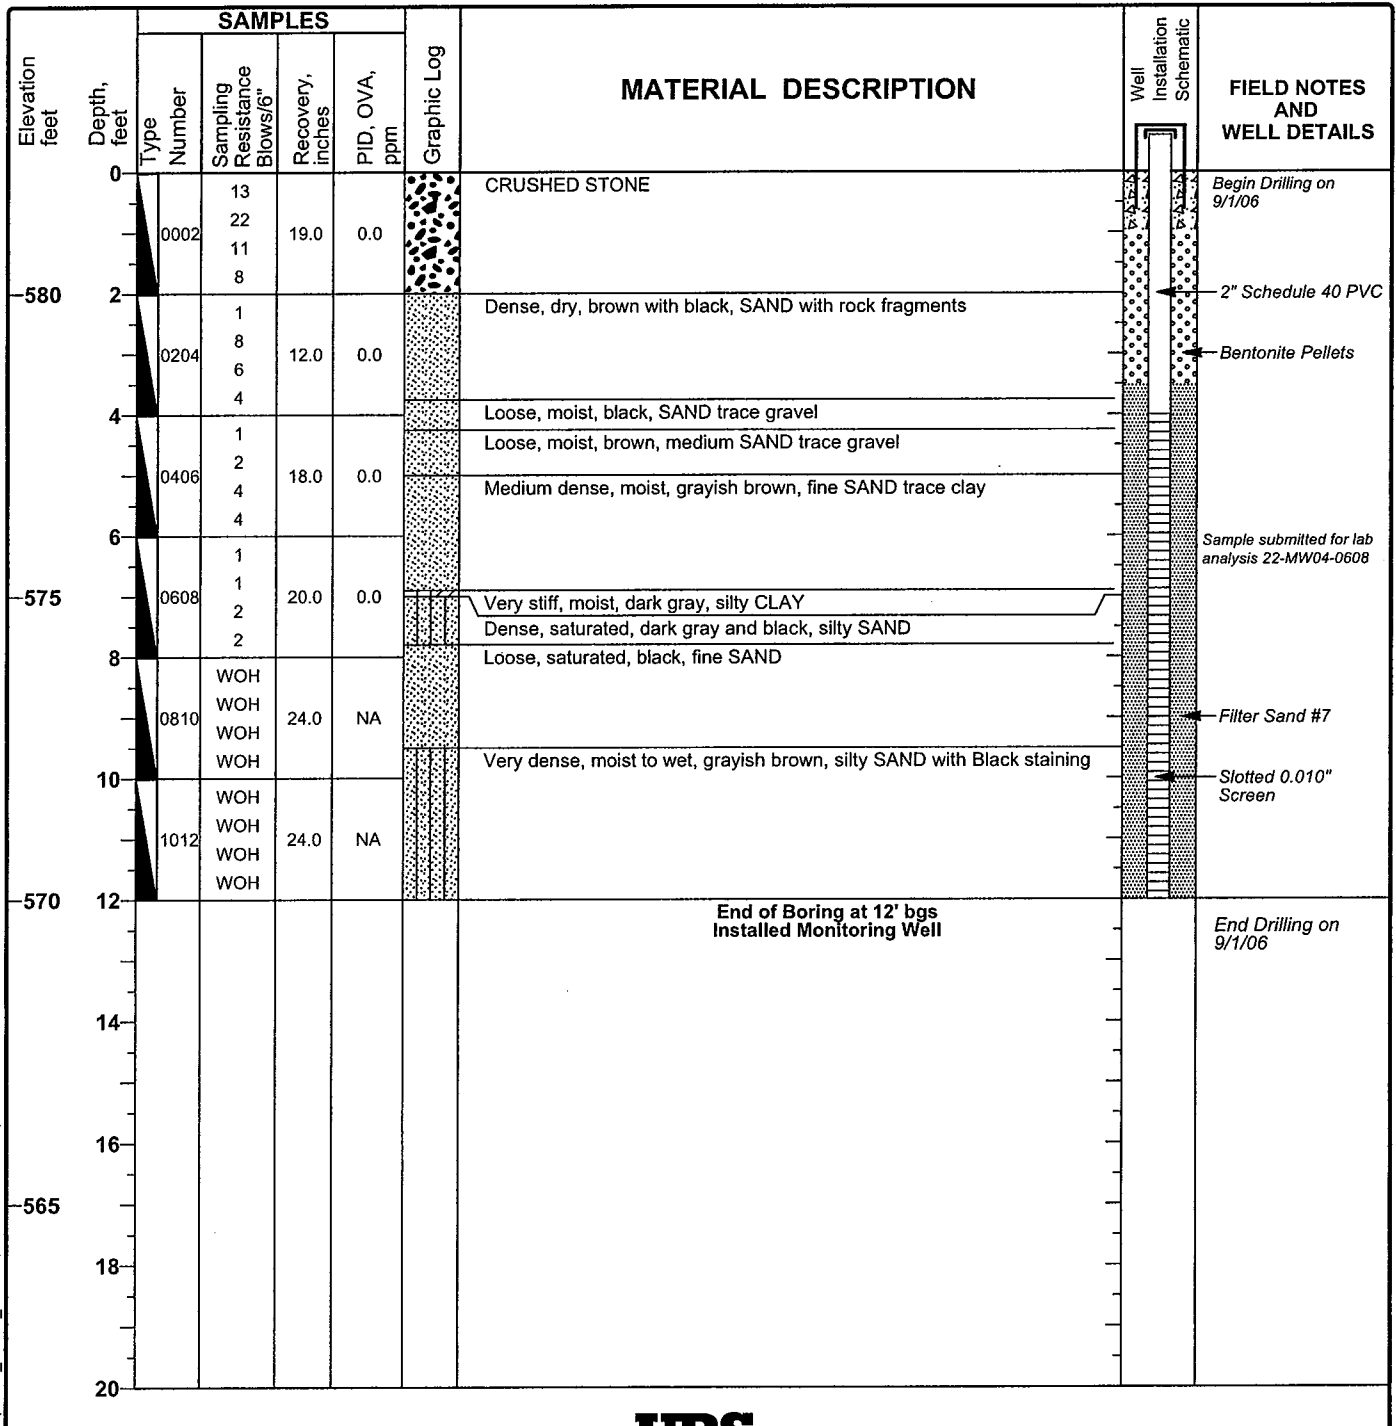 SAMPLES
Elevation
feet
Depth,
feet
Type
Number
Sampling
Resistance
Blows/6"
Recovery,
inches
PID, OVA,
ppm
Graphic Log
MATERIAL DESCRIPTION
Well
Installation
Schematic
FIELD NOTES
AND
WELL DETAILS
0
CRUSHED STONE
Begin Drilling on
9/1/06
13
22
11
8
0002
19.0
0.0
580
2
Dense, dry, brown with black, SAND with rock fragments
2" Schedule 40 PVC
1
8
6
4
0204
12.0
0.0
Bentonite Pellets
4
Loose, moist, black, SAND trace gravel
Loose, moist, brown, medium SAND trace gravel
1
2
4
4
0406
18.0
0.0
Medium dense, moist, grayish brown, fine SAND trace clay
6
Sample submitted for lab
analysis 22-MW04-0608
1
1
2
2
575
0608
20.0
0.0
Very stiff, moist, dark gray, silty CLAY
Dense, saturated, dark gray and black, silty SAND
8
Loose, saturated, black, fine SAND
WOH
WOH
WOH
WOH
0810
24.0
NA
Filter Sand #7
Very dense, moist to wet, grayish brown, silty SAND with Black staining
10
Slotted 0.010"
Screen
WOH
WOH
WOH
WOH
1012
24.0
NA
570
12
End of Boring at 12' bgs
Installed Monitoring Well
End Drilling on
9/1/06
14
16
565
18
20